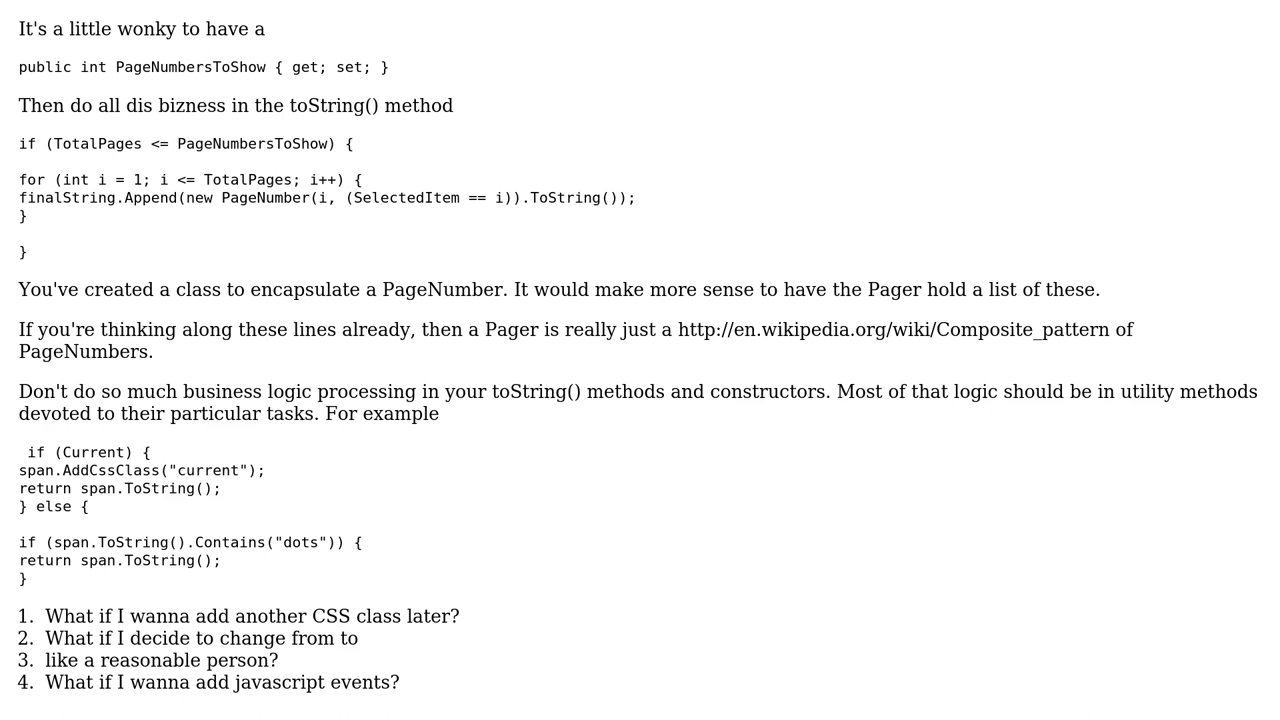 It's a little wonky to have a
public int PageNumbersToShow { get; set; }
Then do all dis bizness in the toString() method
if (TotalPages <= PageNumbersToShow) {
for (int i = 1; i <= TotalPages; i++) {
finalString.Append(new PageNumber(i, (SelectedItem == i)).ToString());
}
}
You've created a class to encapsulate a PageNumber. It would make more sense to have the Pager hold a list of these.
If you're thinking along these lines already, then a Pager is really just a http://en.wikipedia.org/wiki/Composite_pattern of
PageNumbers.
Don't do so much business logic processing in your toString() methods and constructors. Most of that logic should be in utility methods
devoted to their particular tasks. For example
if (Current) {
span.AddCssClass("current");
return span.ToString();
} else {
if (span.ToString().Contains("dots")) {
return span.ToString();
}
1. What if I wanna add another CSS class later?
2. What if I decide to change from to
3. like a reasonable person?
4. What if I wanna add javascript events?